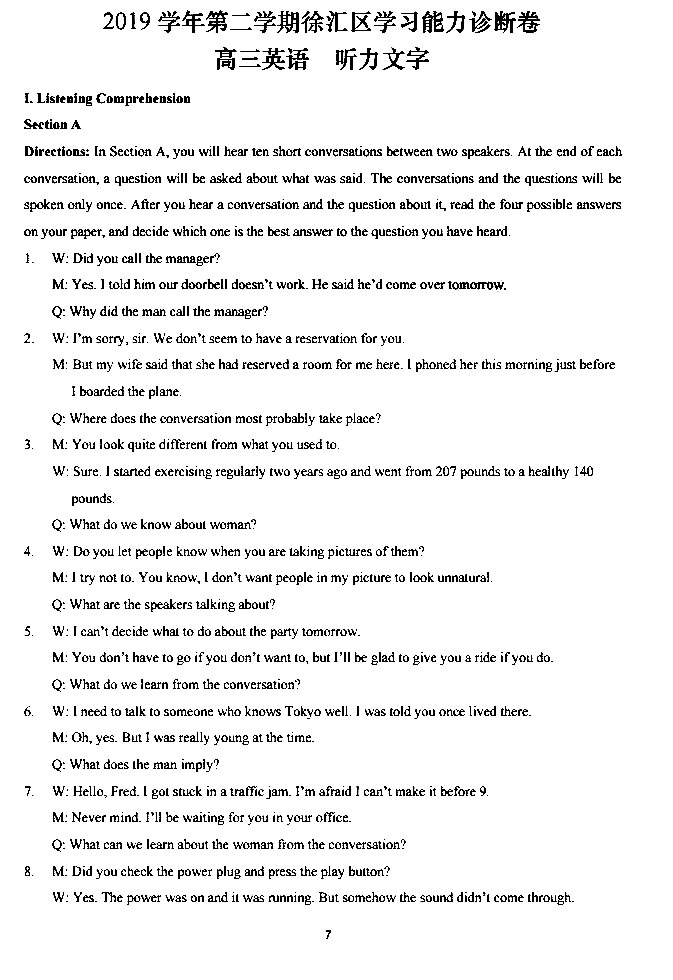 2019 学年第二学期徐汇区学习能力诊断卷
高三英语 听力文字
I. Listening Comprehension
Section A
Directions: In Section A, you will hear ten short conversations between two speakers. At the end of each
conversation, a question will be asked about what was said. The conversations and the questions will be
spoken only once. After you hear a conversation and the question about it, read the four possible answers
on your paper, and decide which one is the best answer to the question you have heard.
1. W: Did you call the manager?
M: Yes. I told him our doorbell doesn't work. He said he'd come over tomorrow.
Q: Why did the man call the manager?
2. W: I'm sorry, sir. We don't seem to have a reservation for you.
M: But my wife said that she had reserved a room for me here. I phoned her this morning just before
I boarded the plane.
Q: Where does the conversation most probably take place?
3. M: You look quite different from what you used to.
W: Sure. I started exercising regularly two years ago and went from 207 pounds to a healthy 140
pounds.
Q: What do we know about woman?
4. W: Do you let people know when you are taking pictures of them?
M: I try not to. You know, I don't want people in my picture to look unnatural.
Q: What are the speakers talking about?
5. W: I can't decide what to do about the party tomorrow.
M: You don't have to go if you don't want to, but I'll be glad to give you a ride if you do.
Q: What do we learn from the conversation?
6. W: I need to talk to someone who knows Tokyo well. I was told you once lived there.
M: Oh, yes. But I was really young at the time.
Q: What does the man imply?
7. W: Hello, Fred. I got stuck in a traffic jam. I'm afraid I can't make it before 9.
M: Never mind. I'll be waiting for you in your office.
Q: What can we learn about the woman from the conversation?
8. M: Did you check the power plug and press the play button?
W: Yes. The power was on and it was running. But somehow the sound didn't come through.
7